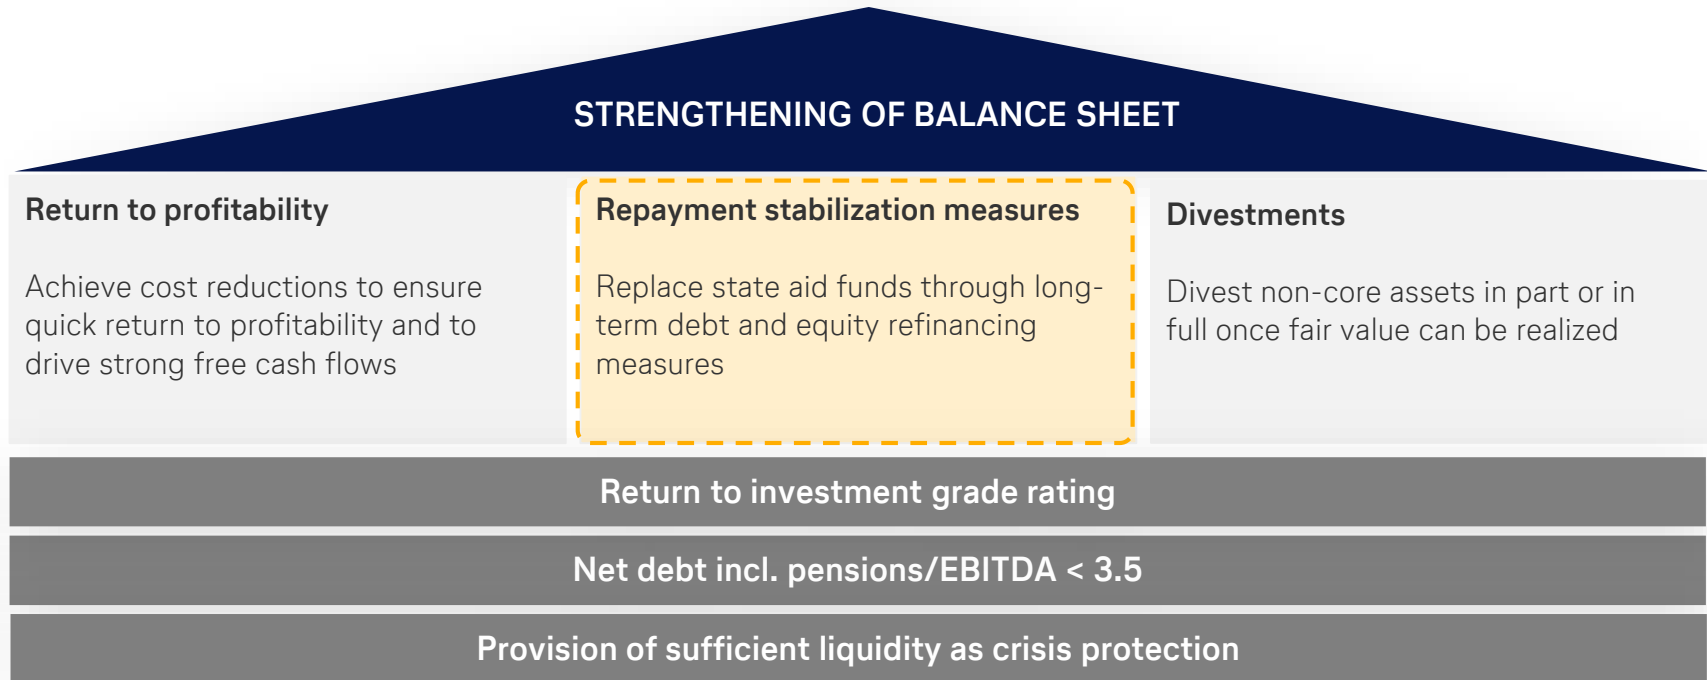 STRENGTHENING OF BALANCE SHEET
Return to profitability
Achieve cost reductions to ensure
quick return to profitability and to
drive strong free cash flows
Repayment stabilization measures
Replace state aid funds through long-
term debt and equity refinancing
measures
Divestments
Divest non-core assets in part or in
full once fair value can be realized
Return to investment grade rating
Net debt incl. pensions/EBITDA < 3.5
Provision of sufficient liquidity as crisis protection